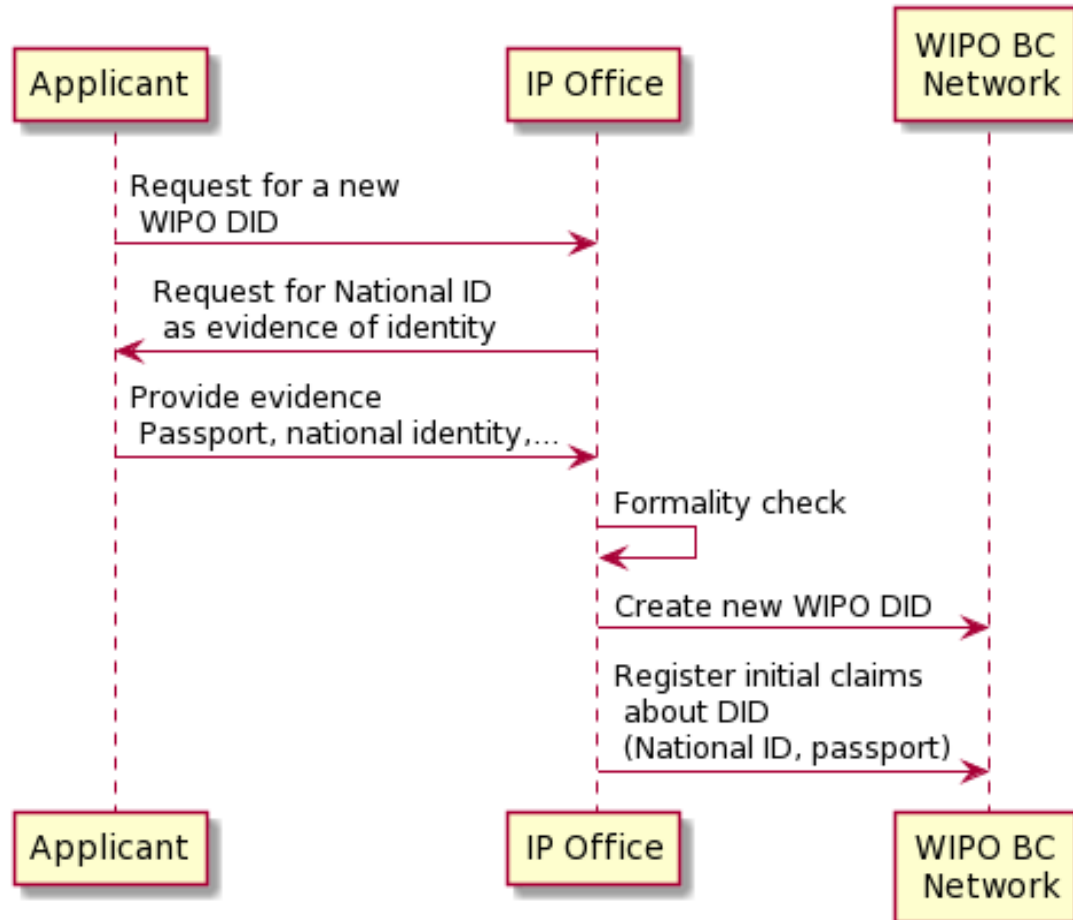 Applicant
IP Office
WIPO BC
Network
Request for a new
WIPO DID
Request for National ID
as evidence of identity
Provide evidence
Passport, national identity,...
Formality check
Create new WIPO DID
Register initial claims
about DID
(National ID, passport)
Applicant
IP Office
WIPO BC
Network